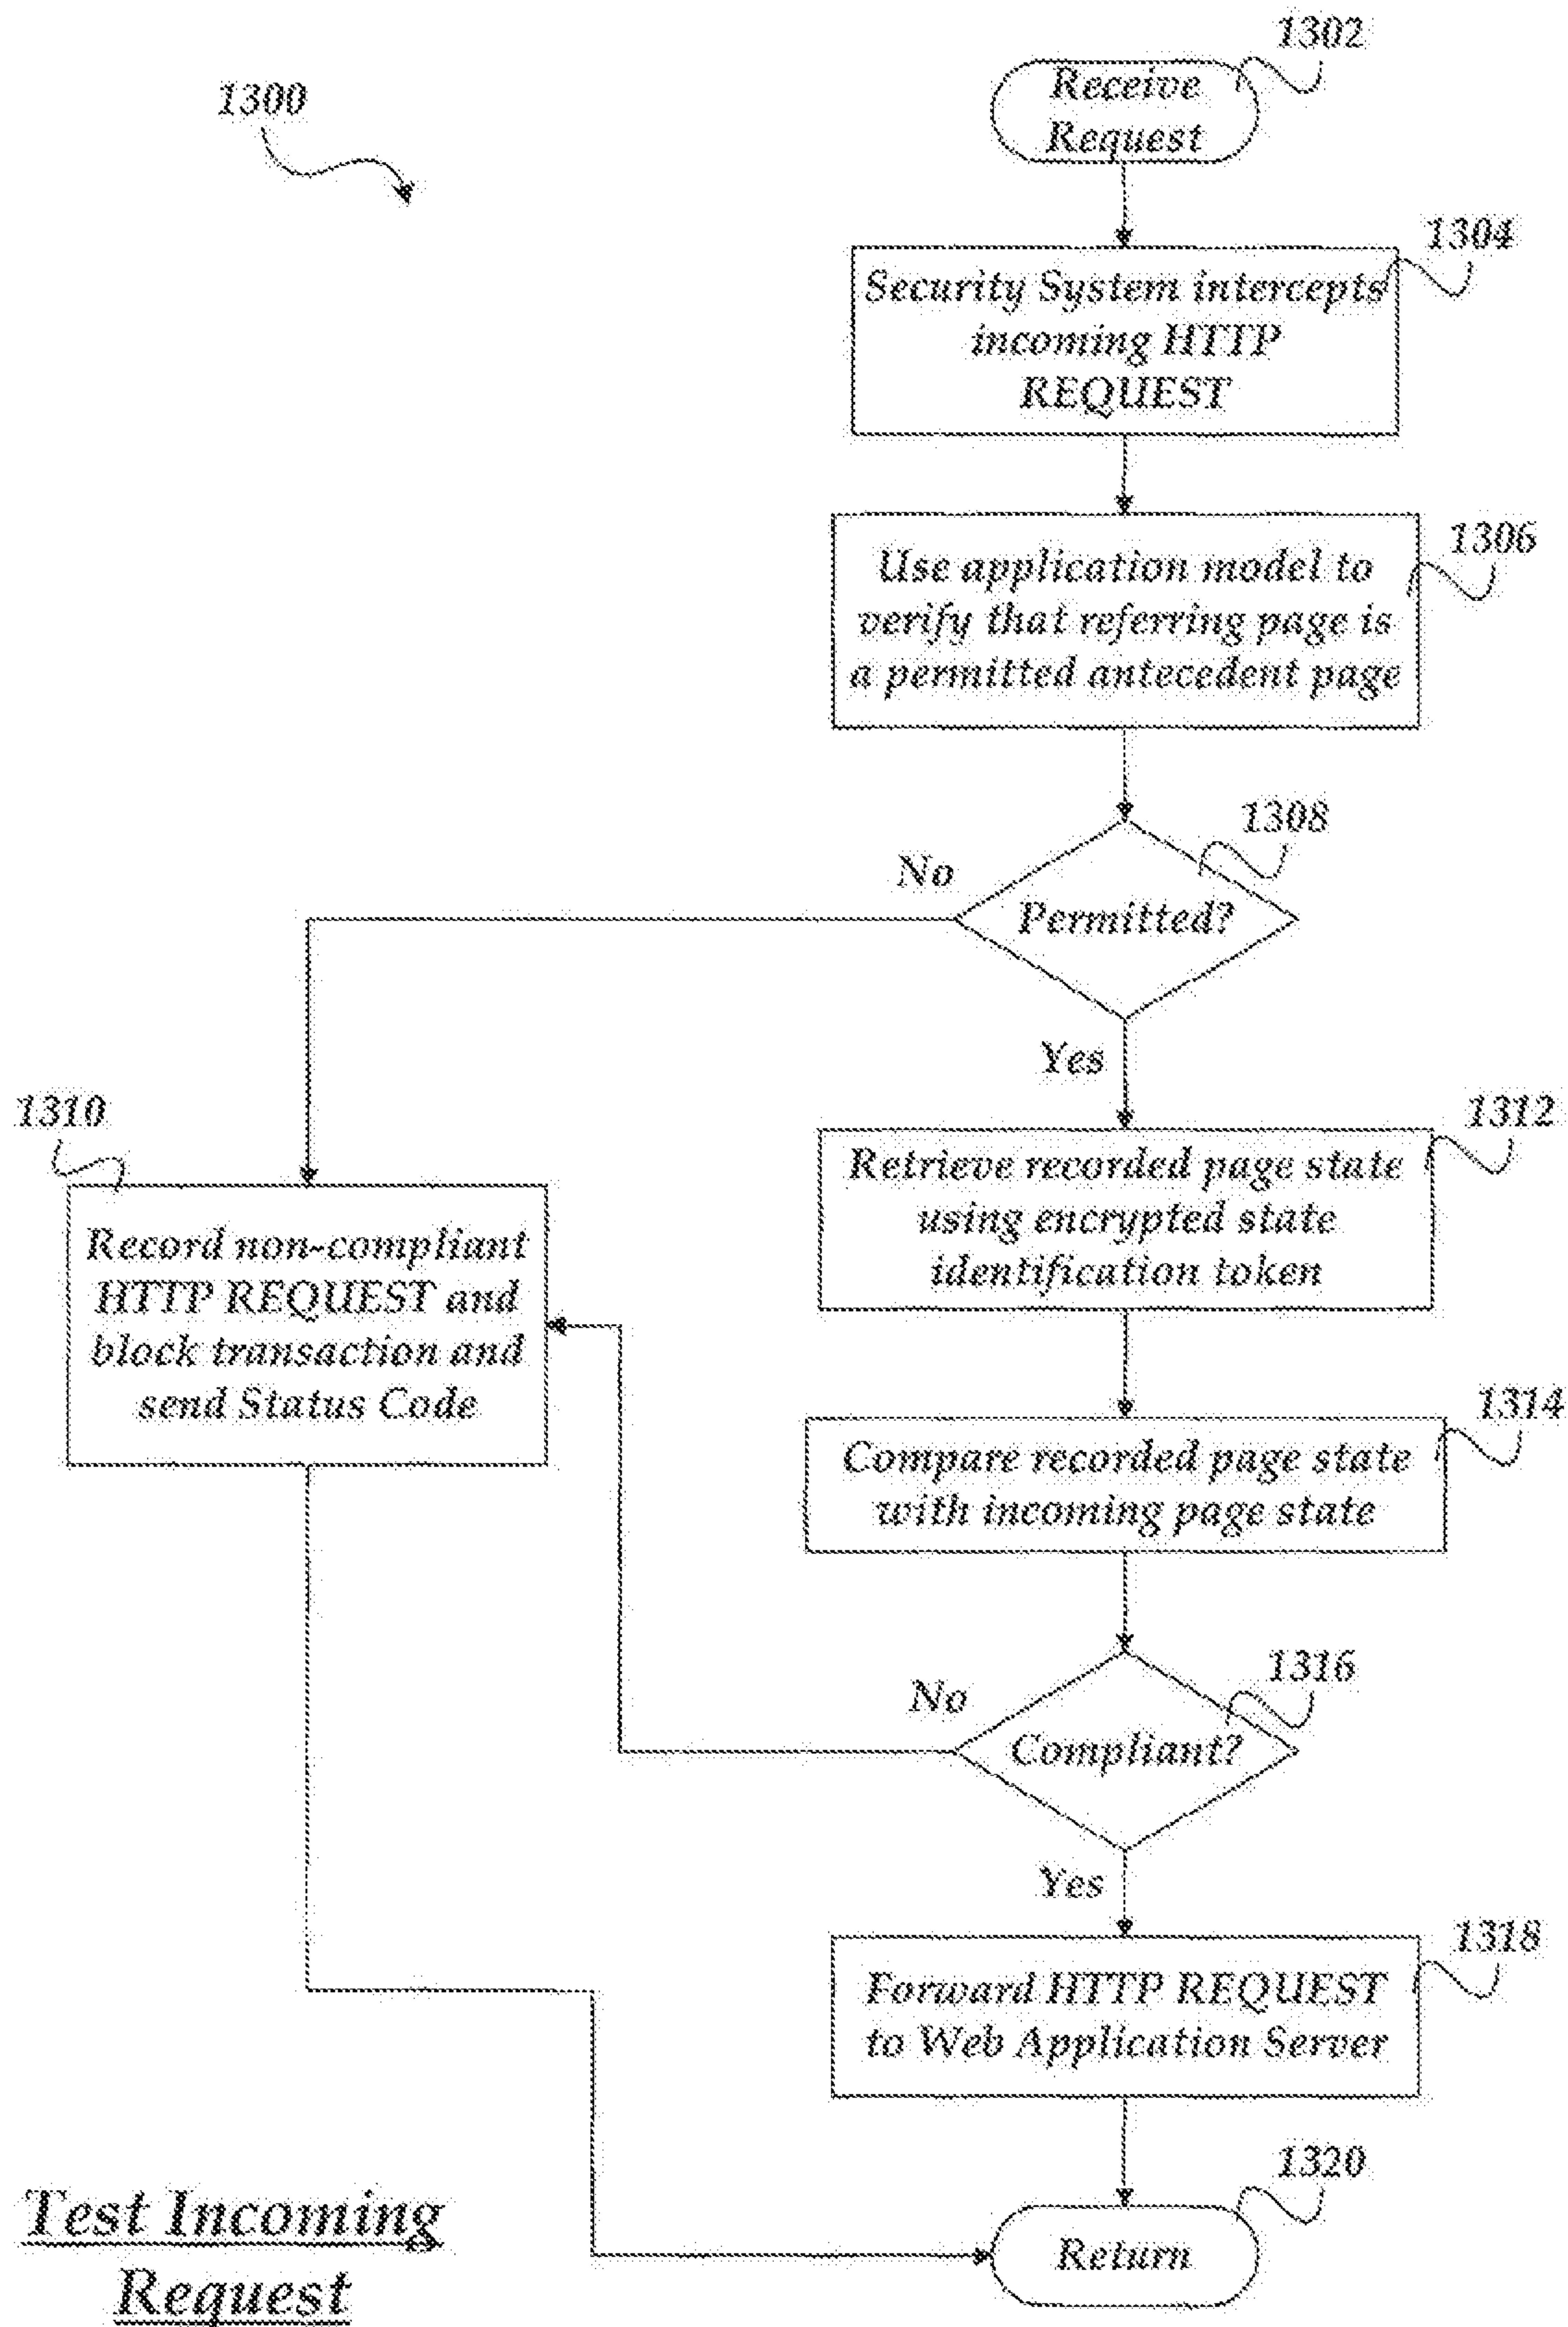 1302
Receive
Request
1300
1304
Security System intercepts
incoming HTTP
REQUEST
1306
Use application model to
verify that referring page is
a permitted antecedent page
1308
No
Permitted?
Yes
1310
Record non-compliant
HTTP REQUEST and
block transaction and
send Status Code
1312
Retrieve recorded page state
using encrypted state
identification token
1314
Compare recorded page state
with incoming page state
1316
No
Compliant?
Yes
1318
Forward HTTP REQUEST
to Web Application Server
1320
Return
Test Incoming
Request